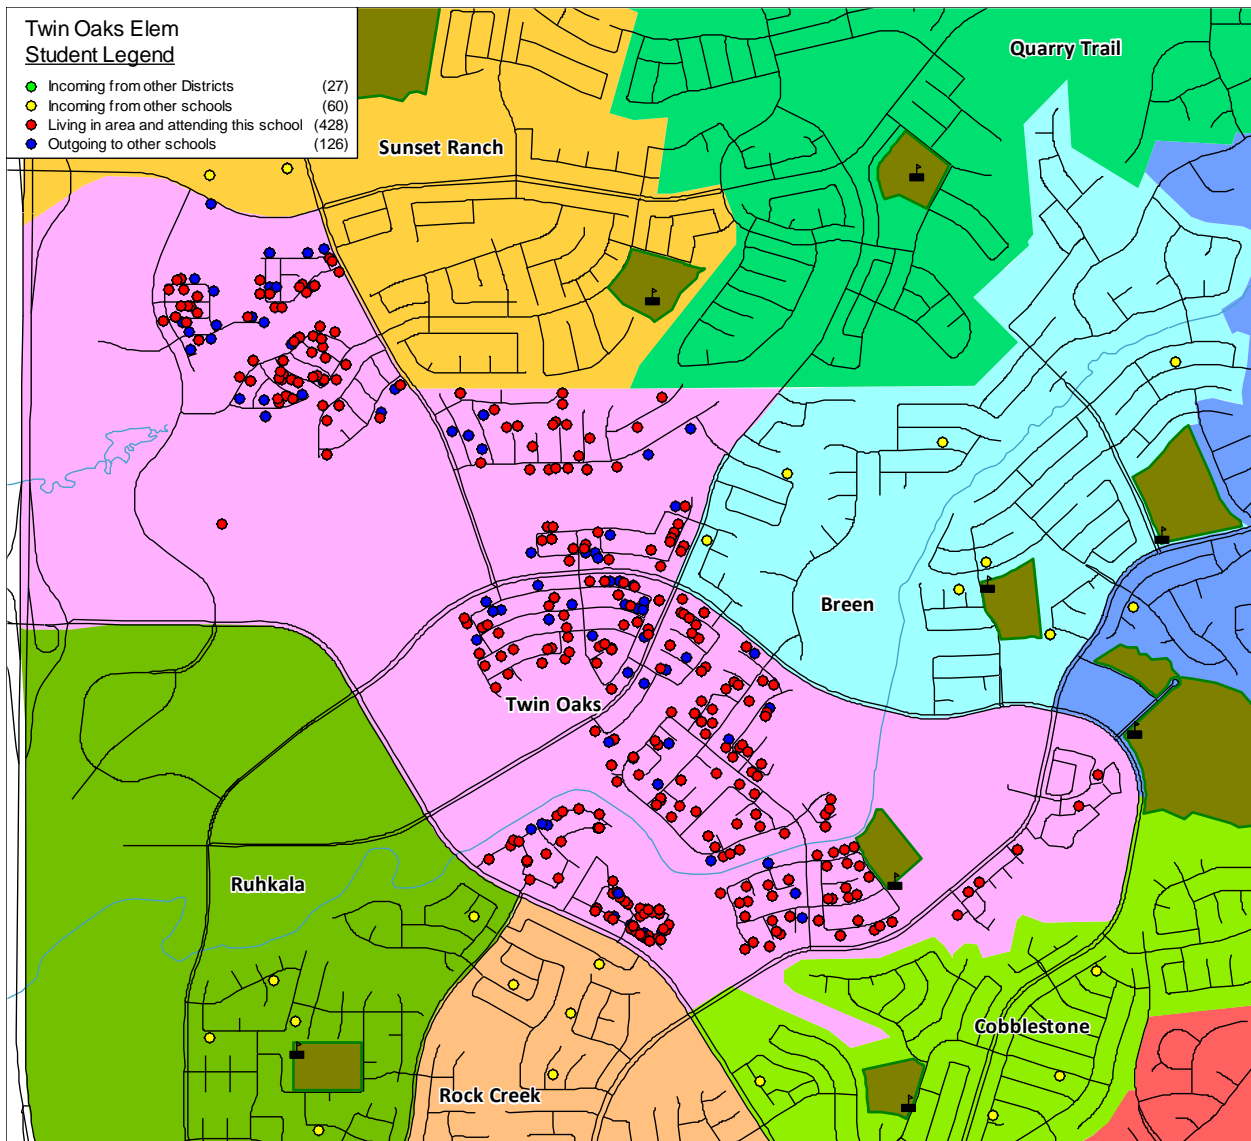 Twin Oaks Elem
Student Legend
Incoming from other Districts (27)
Incoming from other schools (60)
Living in area and attending this school (428)
Outgoing to other schools (126)
Quarry Trail
Sunset Ranch
Breen
Twin Oaks
Ruhkala
Cobblestone
Rock Creek